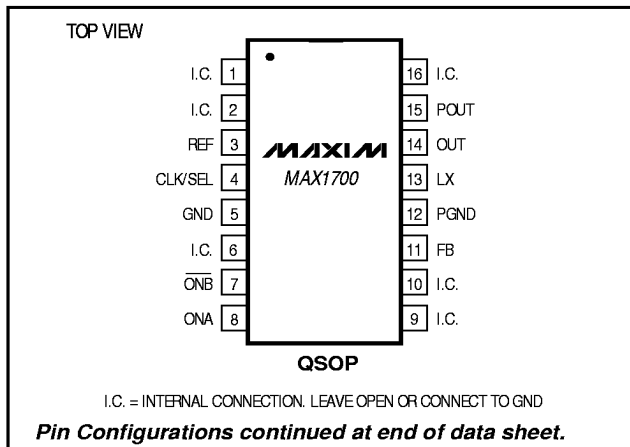 TOP VIEW
I.C. 1 16 I.C.
I.C. 2 15 POUT
REF 3 14 OUT
CLK/SEL 4 13 LX
GND 5 12 PGND
I.C. 6 11 FB
O̅N̅B̅ 7 10 I.C.
ONA 8 9 I.C.
MAXIM
MAX1700
QSOP
I.C. = INTERNAL CONNECTION. LEAVE OPEN OR CONNECT TO GND
Pin Configurations continued at end of data sheet.